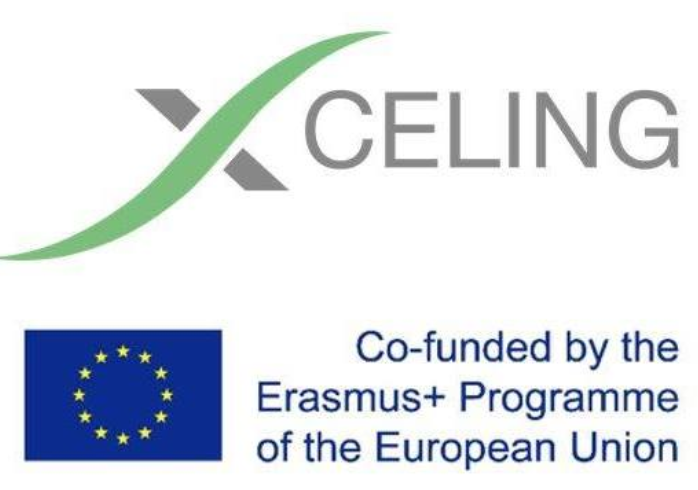 XCELING
Co-funded by the
Erasmus+ Programme
of the European Union